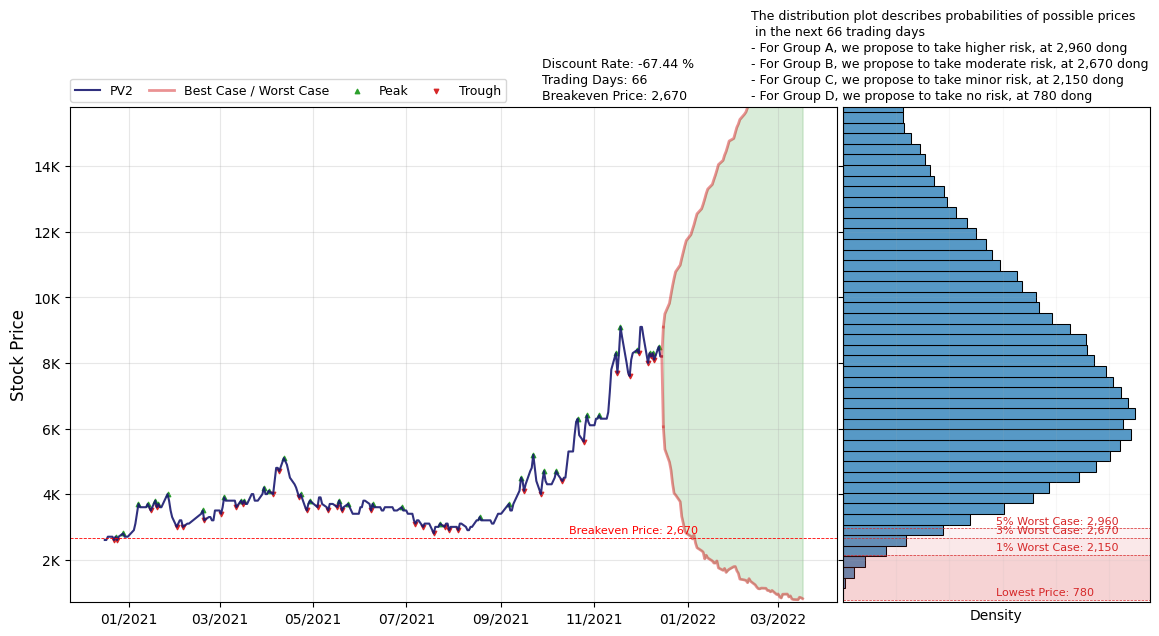 The distribution plot describes probabilities of possible prices
in the next 66 trading days
- For Group A, we propose to take higher risk, at 2,960 dong
- For Group B, we propose to take moderate risk, at 2,670 dong
- For Group C, we propose to take minor risk, at 2,150 dong
- For Group D, we propose to take no risk, at 780 dong
Discount Rate: -67.44 %
Trading Days: 66
Breakeven Price: 2,670
PV2 Best Case / Worst Case Peak Trough
Stock Price
14K
12K
10K
8K
6K
4K
2K
Breakeven Price: 2,670
5% Worst Case: 2,960
3% Worst Case: 2,670
1% Worst Case: 2,150
Lowest Price: 780
01/2021 03/2021 05/2021 07/2021 09/2021 11/2021 01/2022 03/2022
Density